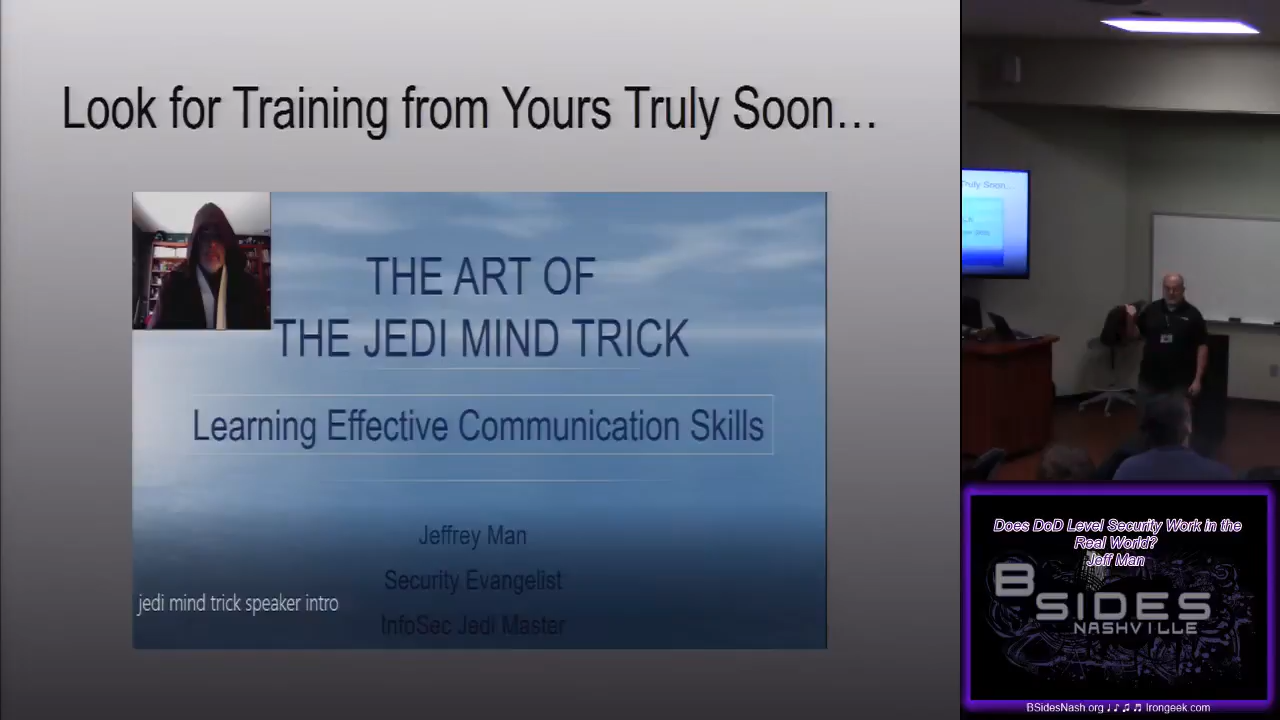 Look for Training from Yours Truly Soon...
THE ART OF
THE JEDI MIND TRICK
Learning Effective Communication Skills
Jeffrey Man
Security Evangelist
InfoSec Jedi Master
jedi mind trick speaker intro
Truly Soon...
Does DoD Level Security Work in the
Real World?
Jeff Man
BSIDES
NASHVILLE
BSidesNash.org ♩♪♫♬ Irongeek.com